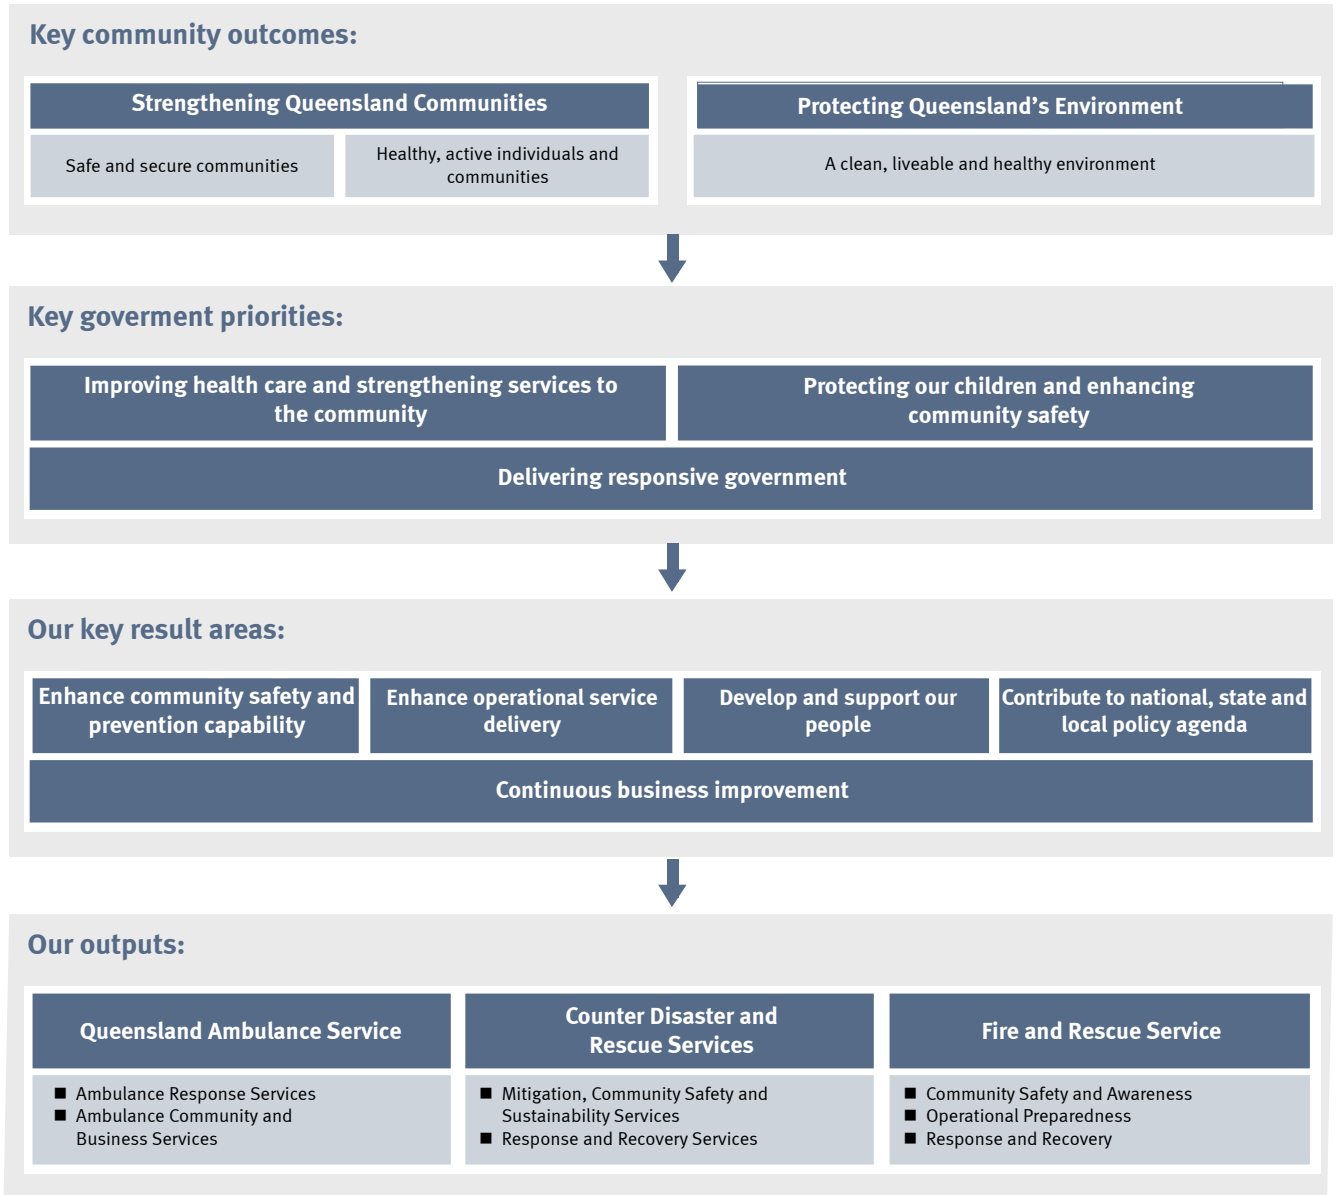 Key community outcomes:
Strengthening Queensland Communities
Protecting Queensland's Environment
Safe and secure communities
Healthy, active individuals and
communities
A clean, liveable and healthy environment
Key goverment priorities:
Improving health care and strengthening services to
the community
Protecting our children and enhancing
community safety
Delivering responsive government
Our key result areas:
Enhance community safety and
prevention capability
Enhance operational service
delivery
Develop and support our
people
Contribute to national, state and
local policy agenda
Continuous business improvement
Our outputs:
Queensland Ambulance Service
■ Ambulance Response Services
■ Ambulance Community and
Business Services
Counter Disaster and
Rescue Services
■ Mitigation, Community Safety and
Sustainability Services
■ Response and Recovery Services
Fire and Rescue Service
■ Community Safety and Awareness
■ Operational Preparedness
■ Response and Recovery